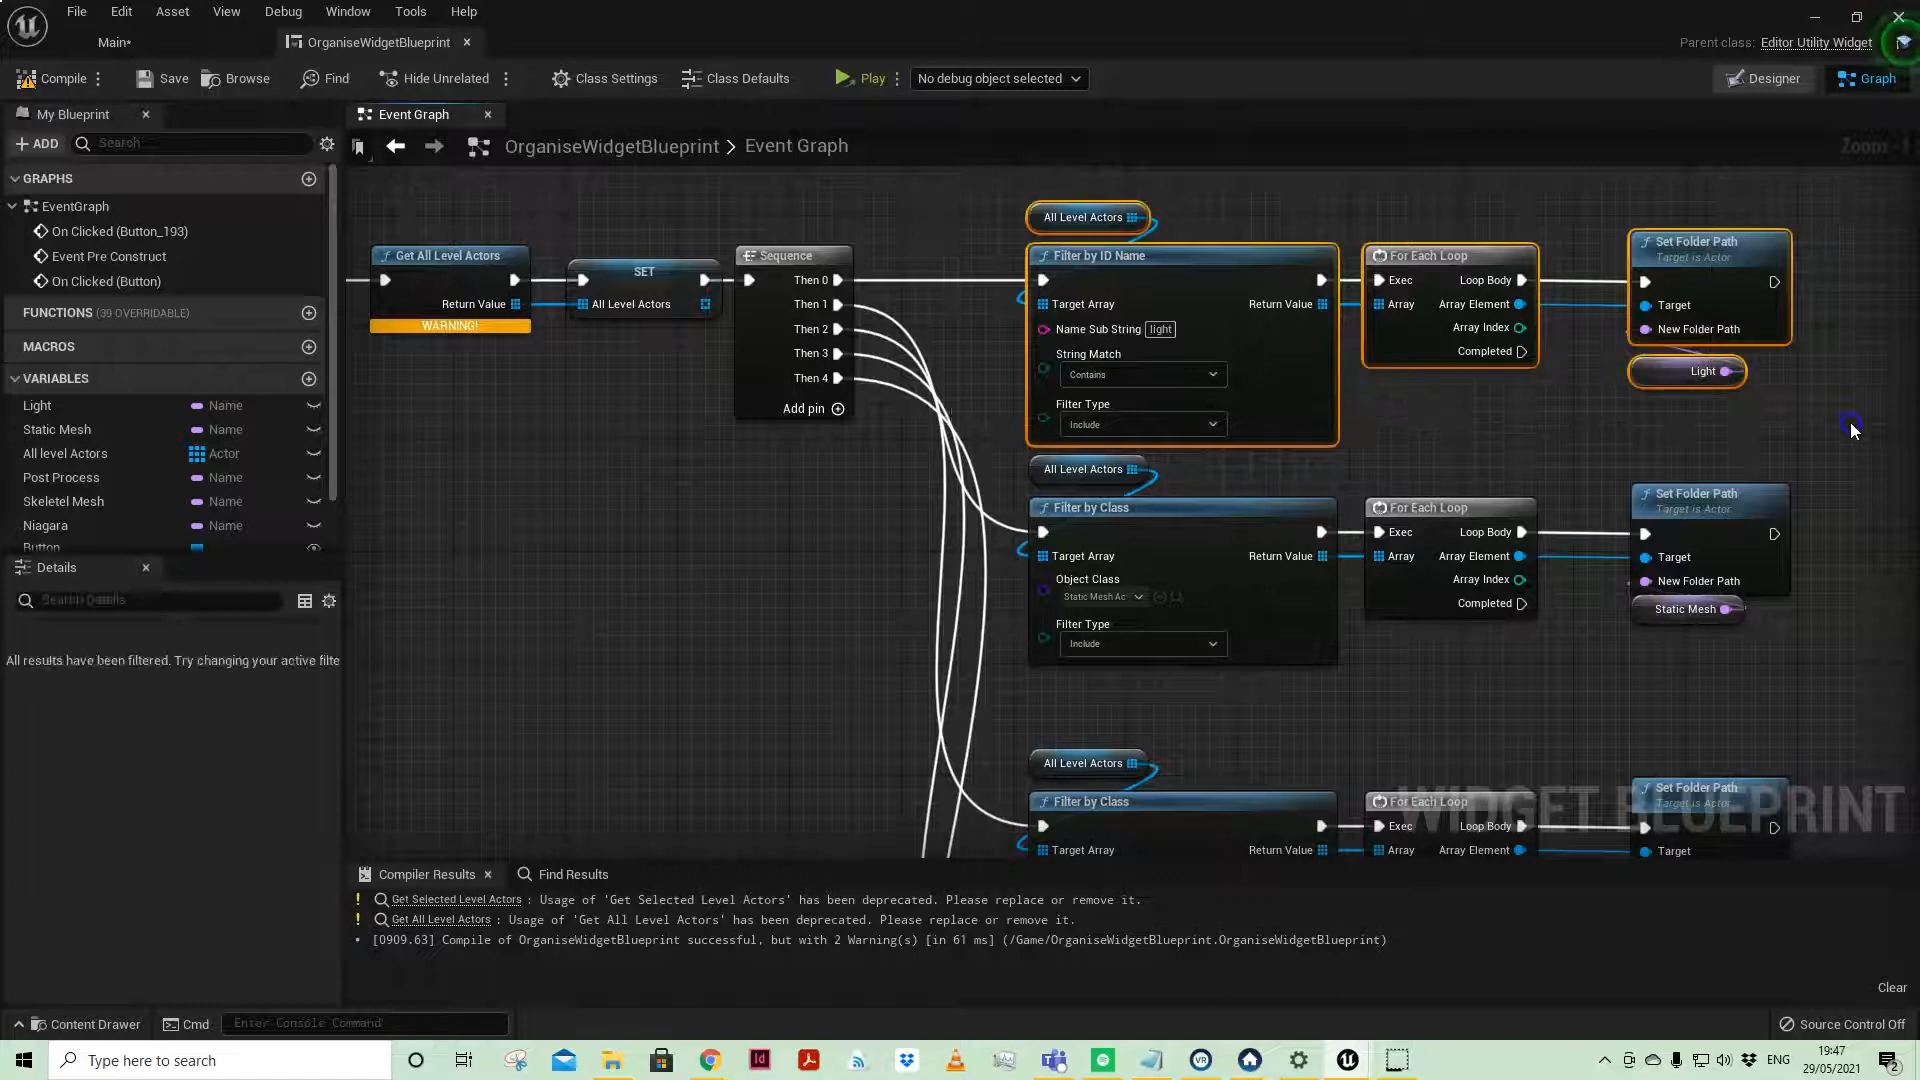 File Edit Asset View Debug Window Tools Help
Main*
OrganiseWidgetBlueprint
Parent class: Editor Utility Widget
Compile Save Browse Find Hide Unrelated Class Settings Class Defaults Play No debug object selected Designer Graph
My Blueprint
Event Graph
+ ADD Search
OrganiseWidgetBlueprint > Event Graph
Zoom -1
GRAPHS
EventGraph
On Clicked (Button_193)
Event Pre Construct
On Clicked (Button)
FUNCTIONS (39 OVERRIDABLE)
MACROS
VARIABLES
Light Name
Static Mesh Name
All level Actors Actor
Post Process Name
Skeletel Mesh Name
Niagara Name
Button
Details
Search Details
All results have been filtered. Try changing your active filte
Get All Level Actors
Return Value
WARNING!
SET
All Level Actors
Sequence
Then 0
Then 1
Then 2
Then 3
Then 4
Add pin
All Level Actors
Filter by ID Name
Target Array Return Value
Name Sub String light
String Match
Contains
Filter Type
Include
For Each Loop
Exec Loop Body
Array Array Element
Array Index
Completed
Set Folder Path
Target is Actor
Target
New Folder Path
Light
All Level Actors
Filter by Class
Target Array Return Value
Object Class
Static Mesh Ac
Filter Type
Include
For Each Loop
Exec Loop Body
Array Array Element
Array Index
Completed
Set Folder Path
Target is Actor
Target
New Folder Path
Static Mesh
All Level Actors
Filter by Class
Target Array Return Value
For Each Loop
Exec Loop Body
Array Array Element
Set Folder Path
Target is Actor
Target
WIDGET BLUEPRINT
Compiler Results Find Results
! Get Selected Level Actors : Usage of 'Get Selected Level Actors' has been deprecated. Please replace or remove it.
! Get All Level Actors : Usage of 'Get All Level Actors' has been deprecated. Please replace or remove it.
• [0909.63] Compile of OrganiseWidgetBlueprint successful, but with 2 Warning(s) [in 61 ms] (/Game/OrganiseWidgetBlueprint.OrganiseWidgetBlueprint)
Clear
Content Drawer Cmd Enter Console Command Source Control Off
Type here to search
ENG
19:47
29/05/2021
2